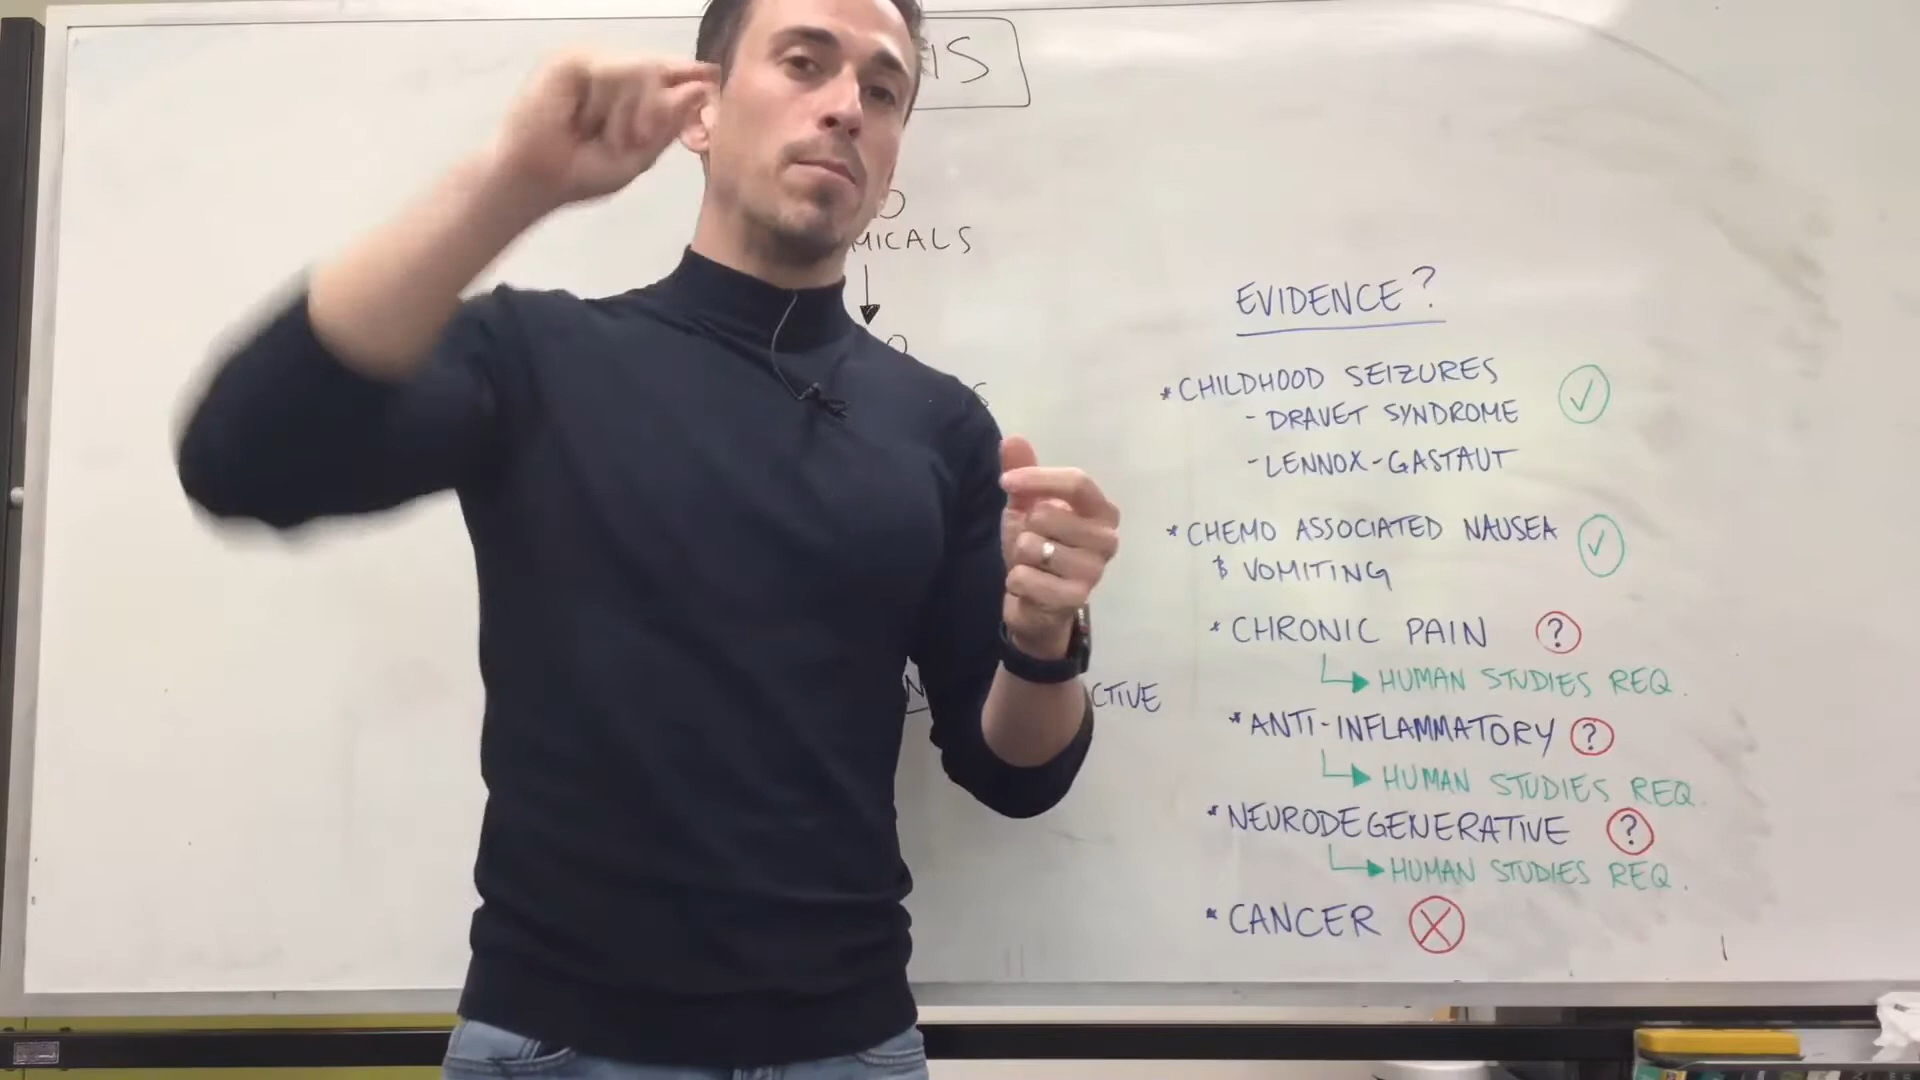 IS
MICALS
EVIDENCE?
* CHILDHOOD SEIZURES
- DRAVET SYNDROME
- LENNOX-GASTAUT
* CHEMO ASSOCIATED NAUSEA
& VOMITING
* CHRONIC PAIN ?
HUMAN STUDIES REQ.
CTIVE
* ANTI-INFLAMMATORY ?
HUMAN STUDIES REQ.
* NEURODEGENERATIVE ?
HUMAN STUDIES REQ.
* CANCER X